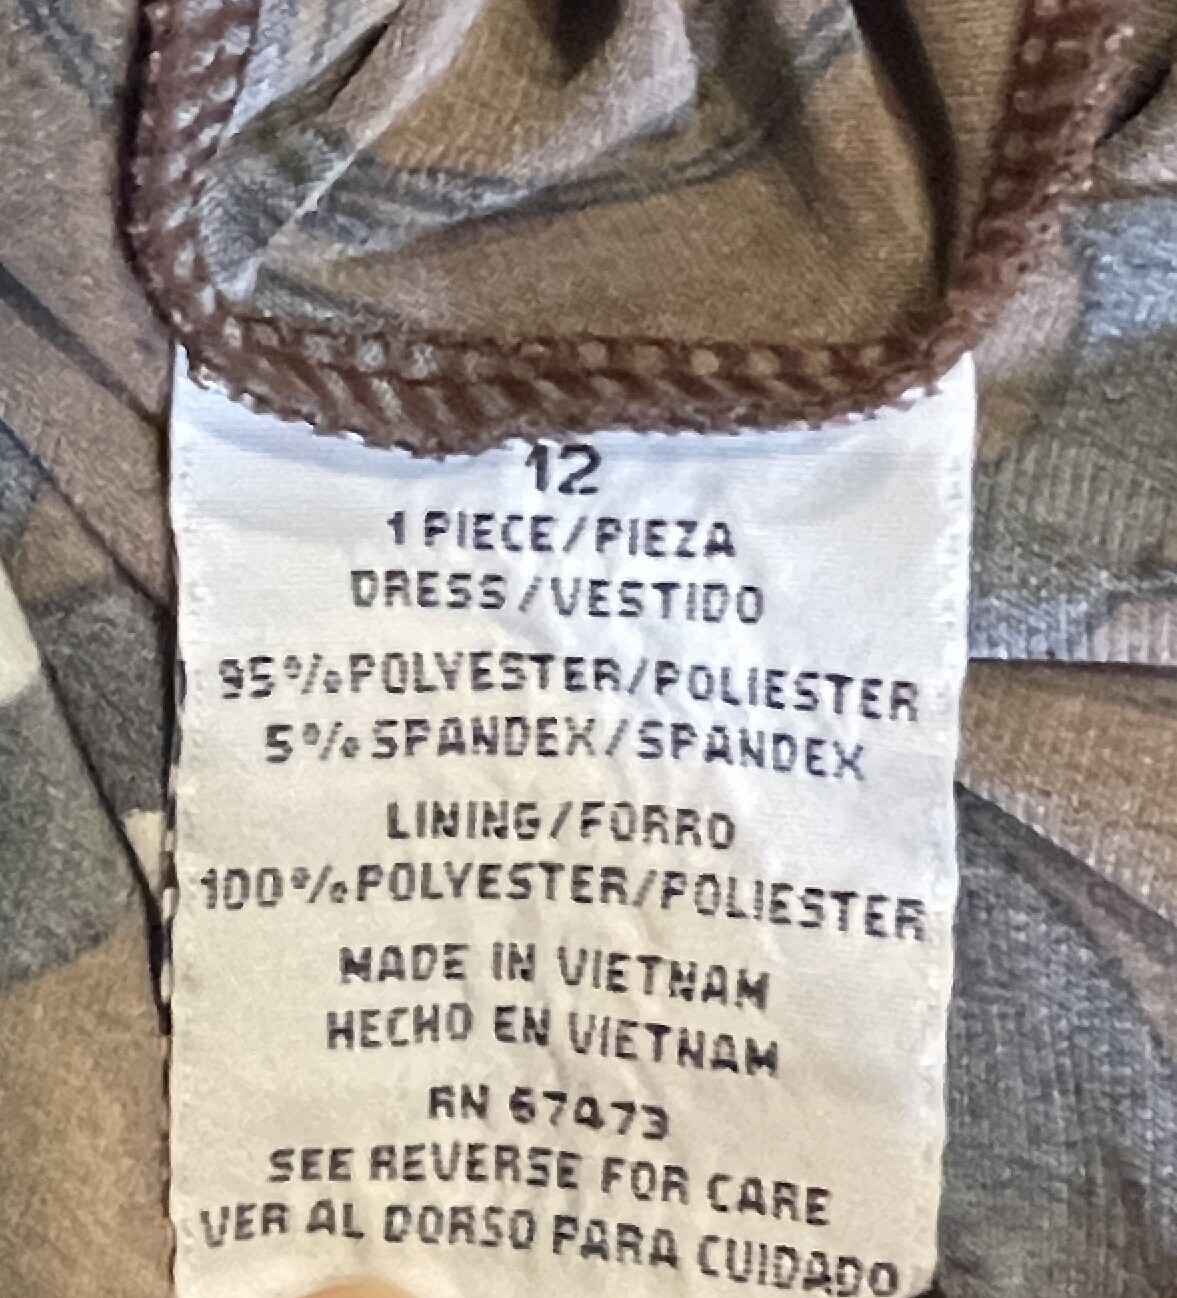 12
1 PIECE/PIEZA
DRESS/VESTIDO
95%POLYESTER/POLIESTER
5%SPANDEX/SPANDEX
LINING/FORRO
100%POLYESTER/POLIESTER
MADE IN VIETNAM
HECHO EN VIETNAM
RN 67473
SEE REVERSE FOR CARE
VER AL DORSO PARA CUIDADO